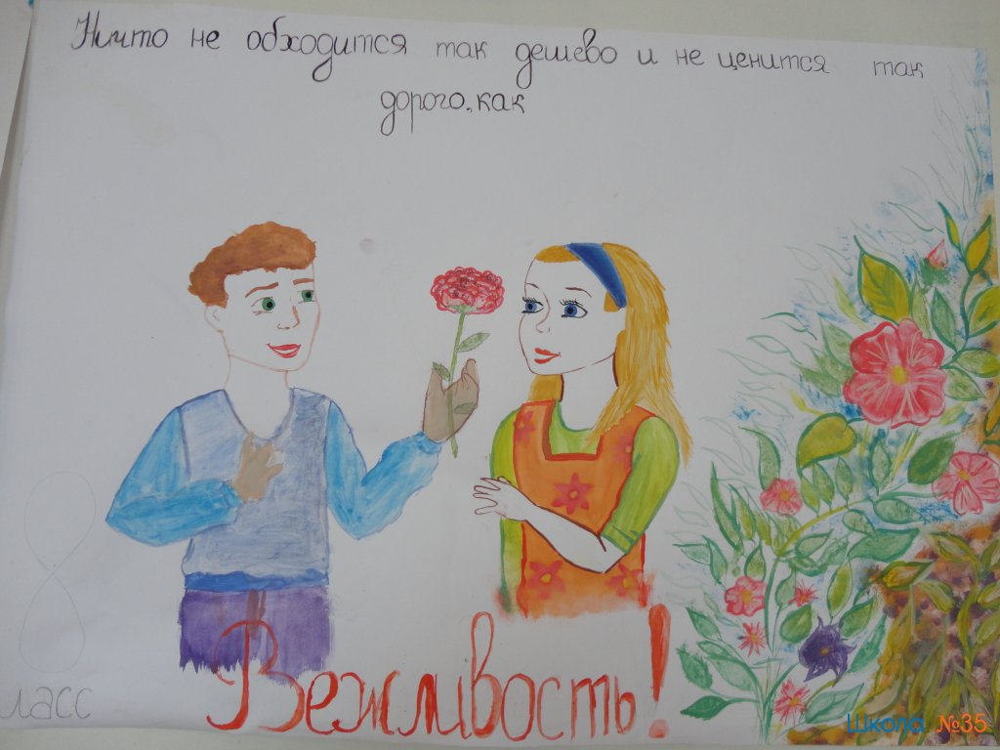 Ничто не обходится так дешево и не ценится так
дорого, как
Вежливость!
8
ласс
Школа №35